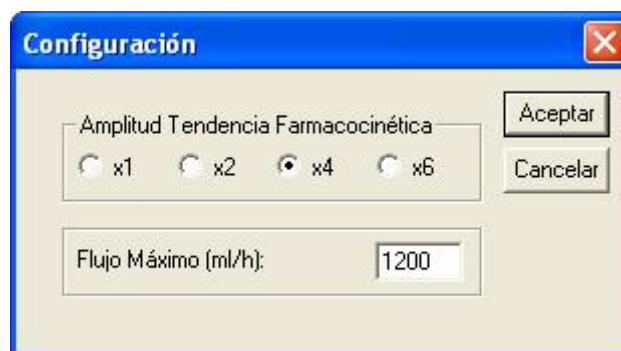 Configuración
Amplitud Tendencia Farmacocinética
x1 x2 x4 x6
Aceptar
Cancelar
Flujo Máximo (ml/h): 1200